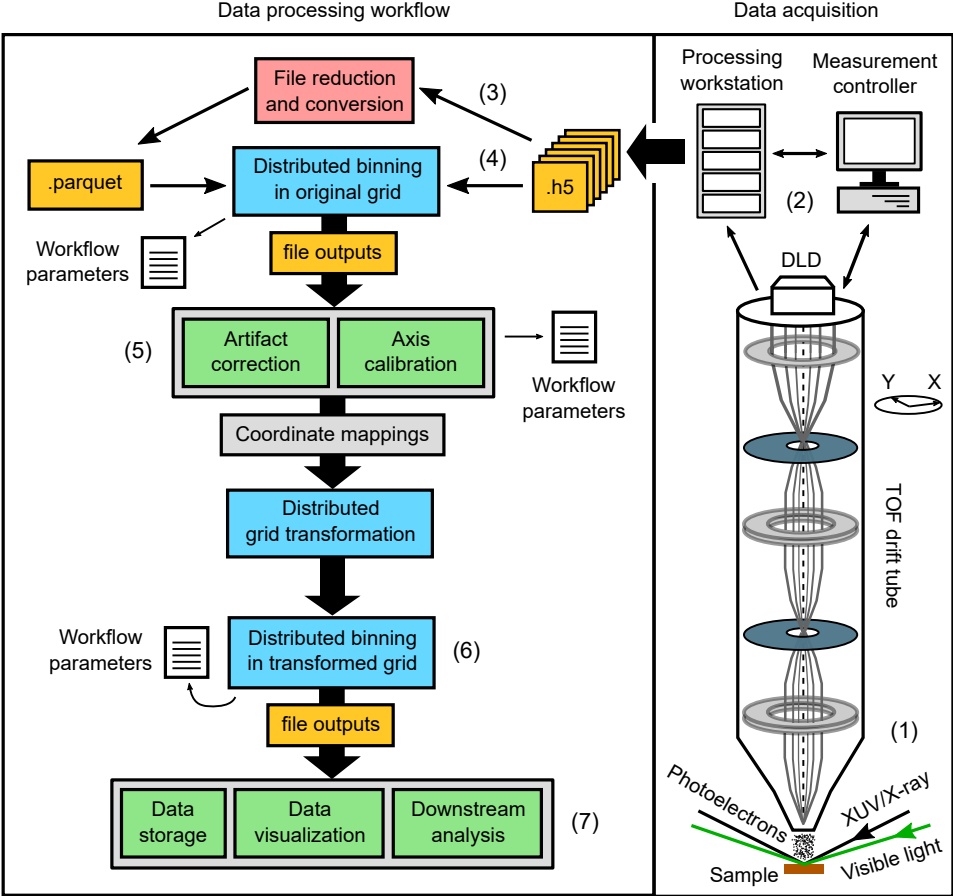 Data processing workflow
Data acquisition
File reduction
and conversion
(3)
Processing
workstation
Measurement
controller
.parquet
Distributed binning
in original grid
(4)
.h5
(2)
Workflow
parameters
file outputs
DLD
(5)
Artifact
correction
Axis
calibration
Workflow
parameters
Y
X
Coordinate mappings
Distributed
grid transformation
TOF drift tube
Workflow
parameters
Distributed binning
in transformed grid
(6)
file outputs
(1)
Data
storage
Data
visualization
Downstream
analysis
(7)
Photoelectrons
XUV/X-ray
Visible light
Sample